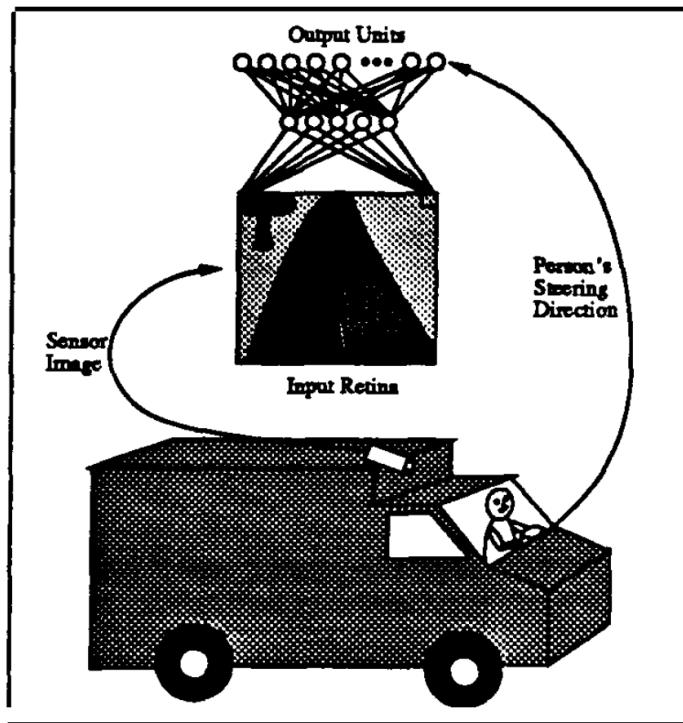 Output Units
Person's
Steering
Direction
Sensor
Image
Input Retina